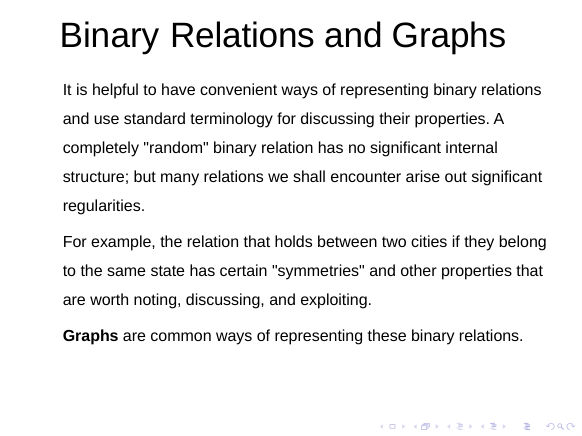 Binary Relations and Graphs
It is helpful to have convenient ways of representing binary relations
and use standard terminology for discussing their properties. A
completely "random" binary relation has no significant internal
structure; but many relations we shall encounter arise out significant
regularities.
For example, the relation that holds between two cities if they belong
to the same state has certain "symmetries" and other properties that
are worth noting, discussing, and exploiting.
Graphs are common ways of representing these binary relations.